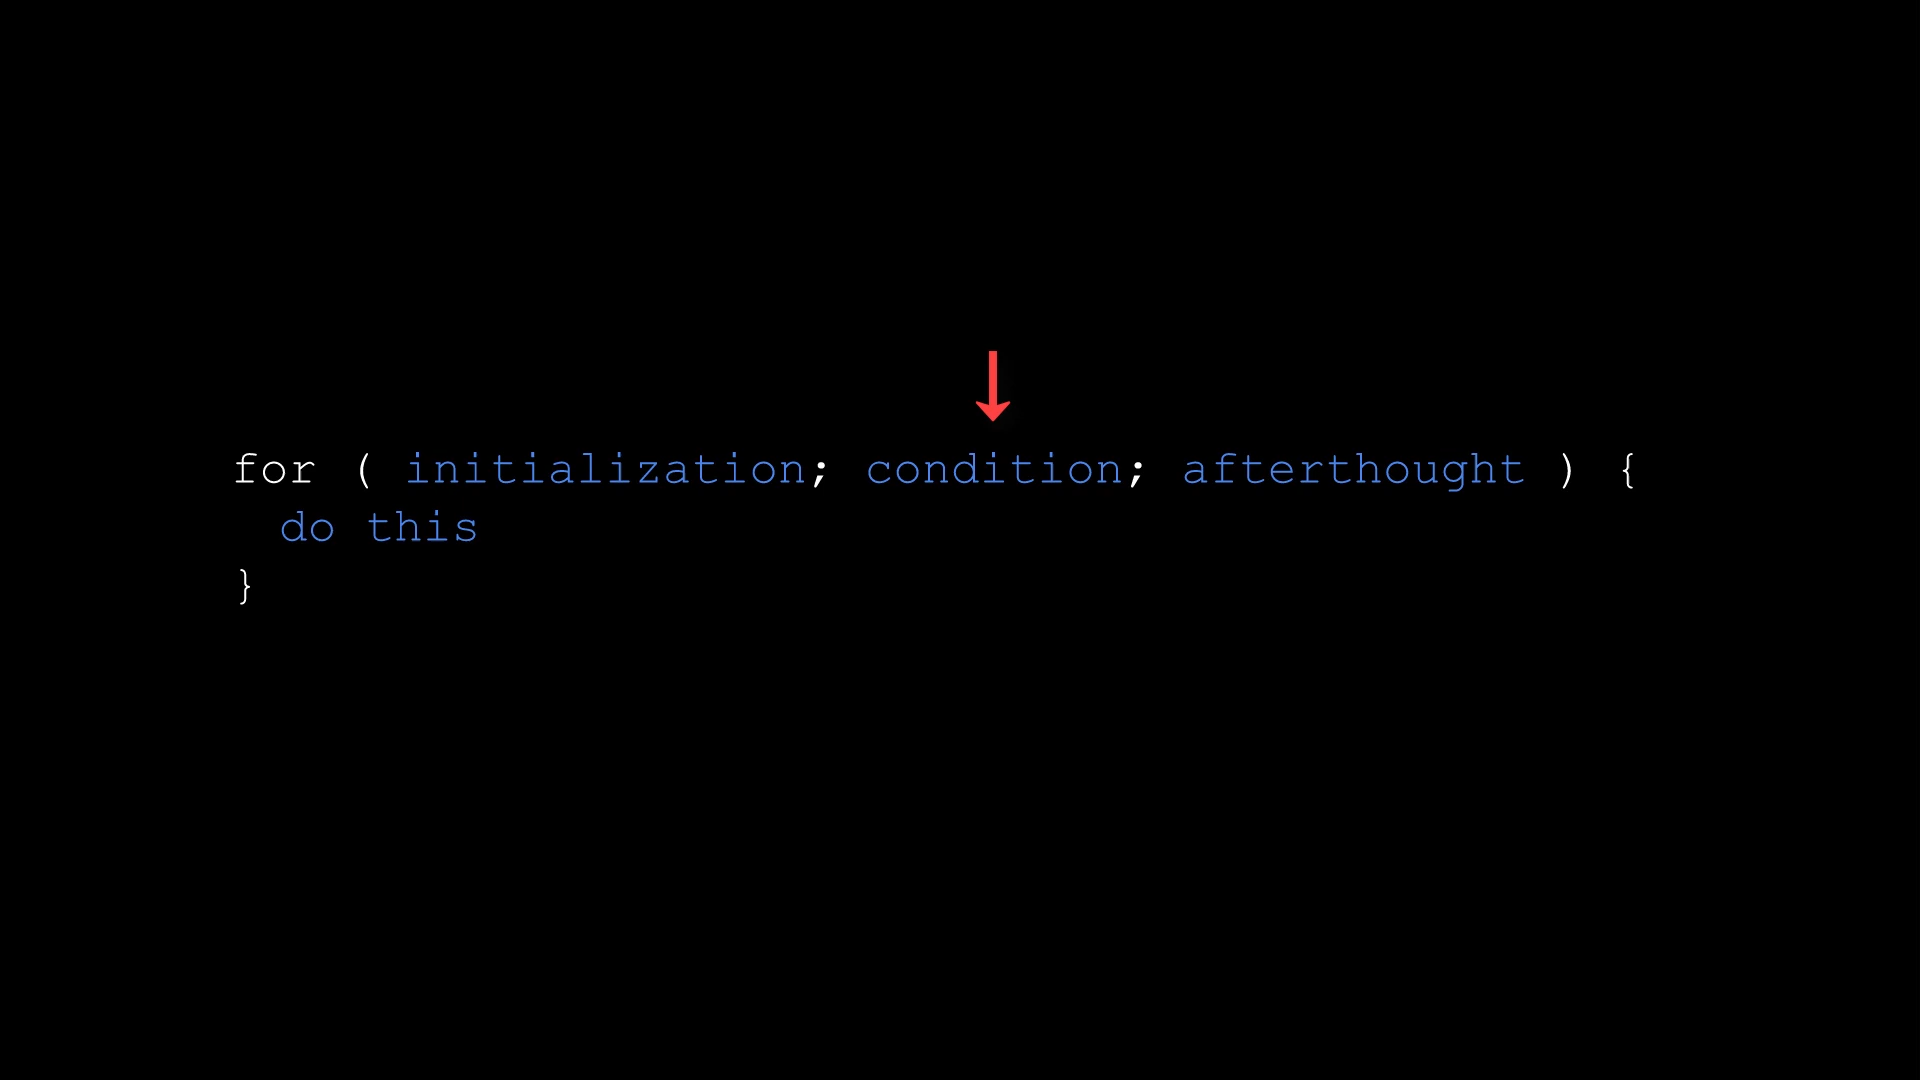 for ( initialization; condition; afterthought ) {
  do this
}